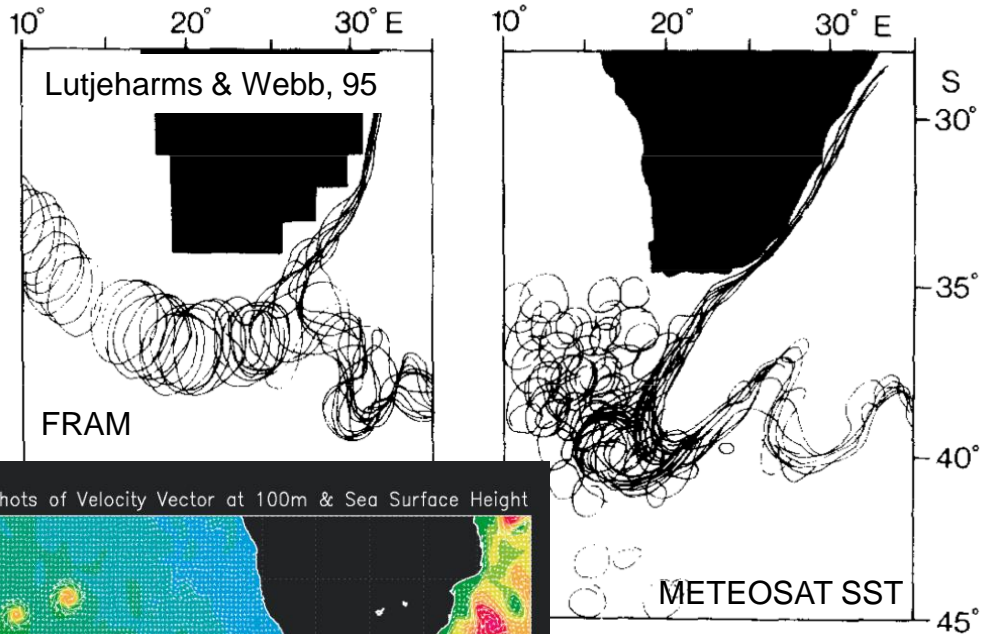 10° 20° 30° E
Lutjeharms & Webb, 95
FRAM
10° 20° 30° E
S
30°
35°
40°
METEOSAT SST
45°
of Velocity Vector at 100m & Sea Surface Height